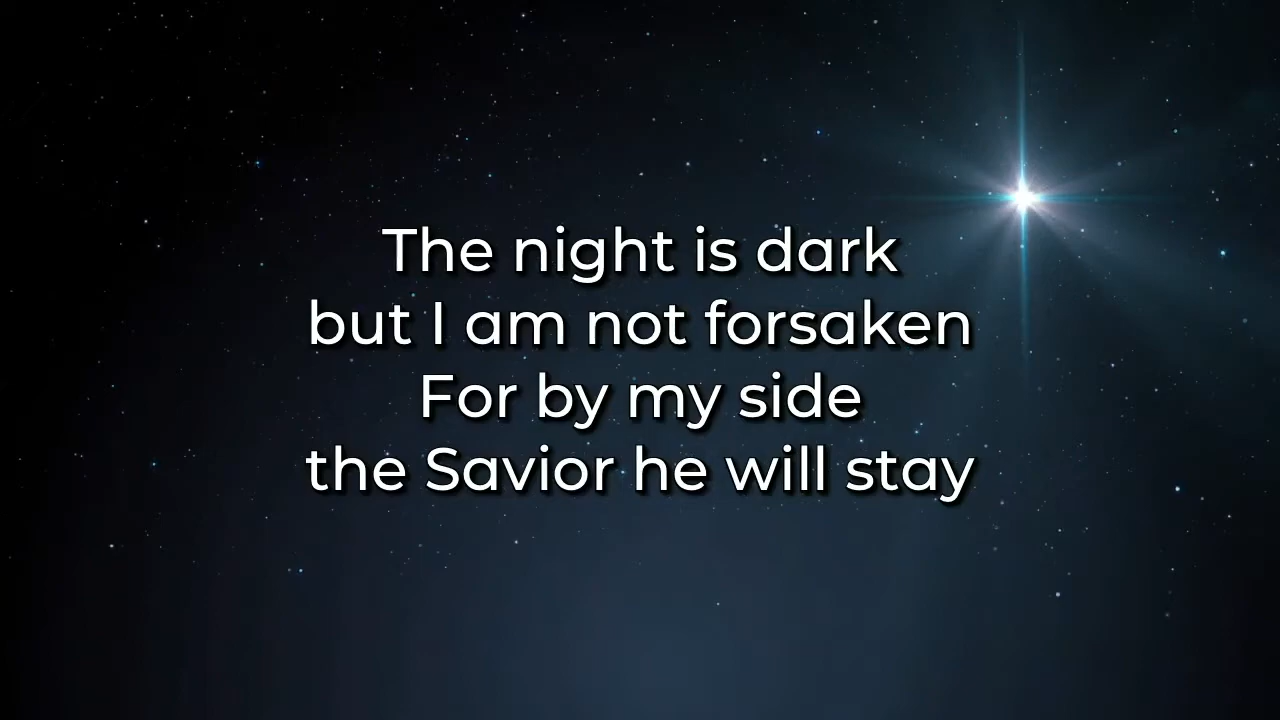 The night is dark
but I am not forsaken
For by my side
the Savior he will stay